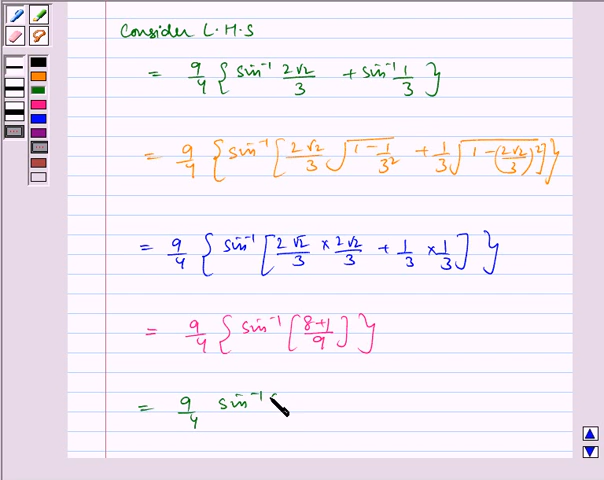 Consider L.H.S
= 9/4 { sin⁻¹ 2√2/3 + sin⁻¹ 1/3 }
= 9/4 { sin⁻¹ [ 2√2/3 √(1 - 1/3²) + 1/3 √(1 - (2√2/3)²) ] }
= 9/4 { sin⁻¹ [ 2√2/3 × 2√2/3 + 1/3 × 1/3 ] }
= 9/4 { sin⁻¹ [ 8+1/9 ] }
= 9/4 sin⁻¹